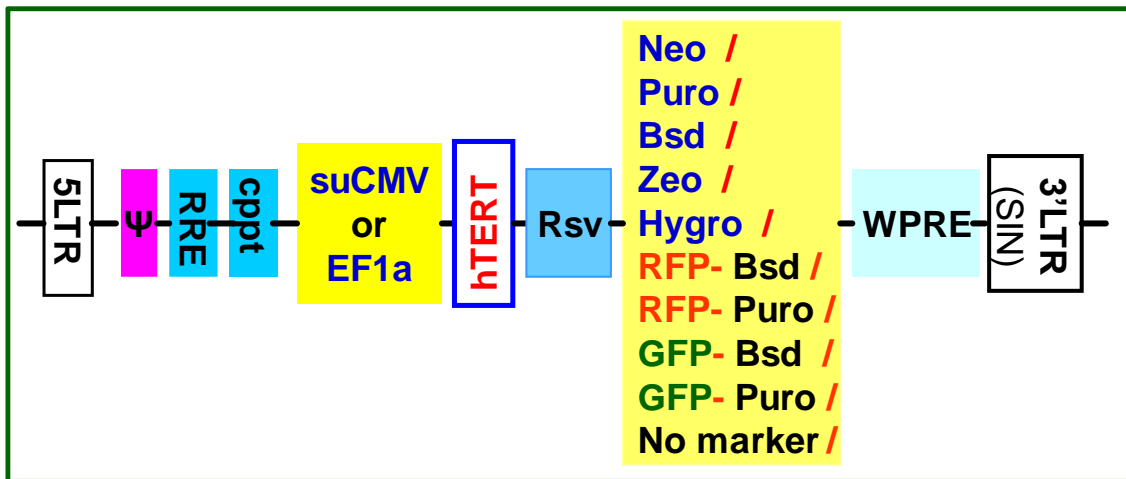 5LTR
Ψ
RRE
cppt
suCMV
or
EF1a
hTERT
Rsv
Neo /
Puro /
Bsd /
Zeo /
Hygro /
RFP- Bsd /
RFP- Puro /
GFP- Bsd /
GFP- Puro /
No marker /
WPRE
3'LTR
(SIN)